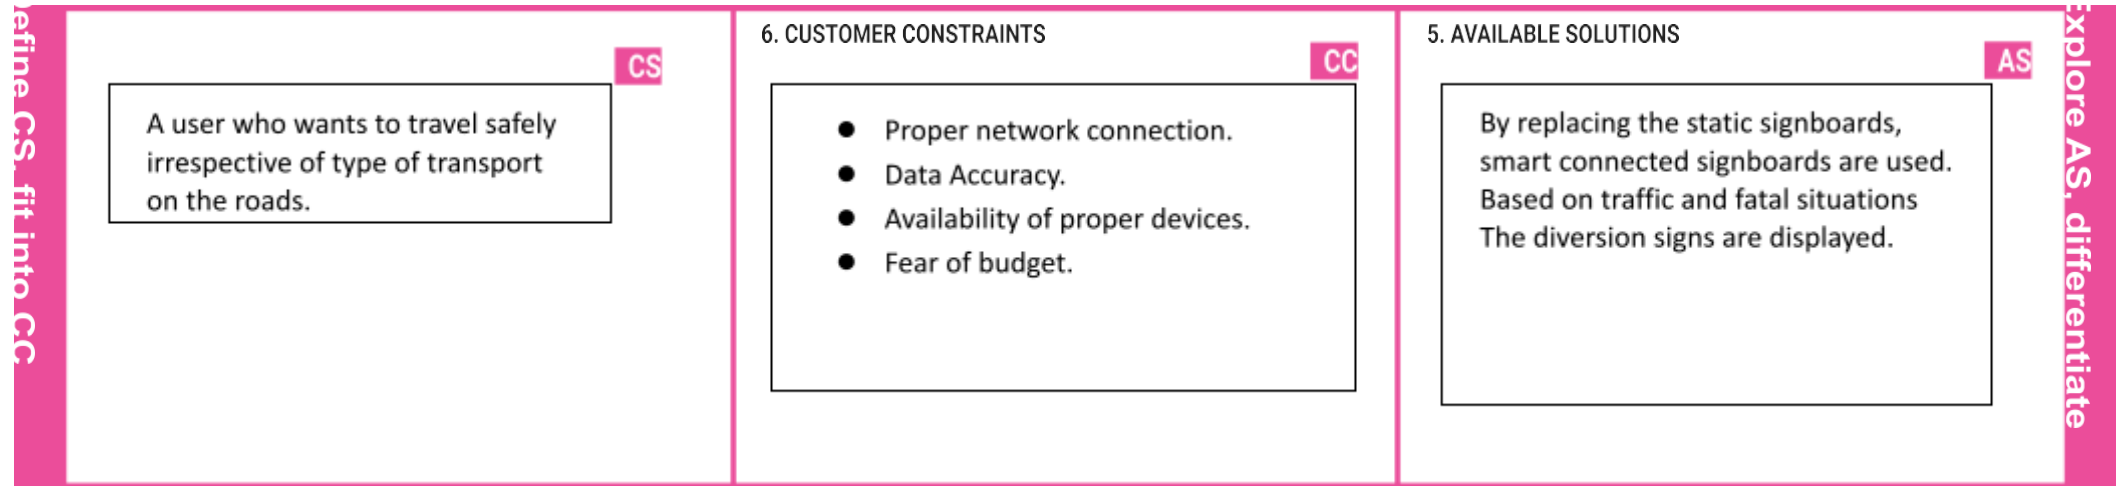 efine CS, fit into CC
CS
A user who wants to travel safely
irrespective of type of transport
on the roads.
6. CUSTOMER CONSTRAINTS
CC
● Proper network connection.
● Data Accuracy.
● Availability of proper devices.
● Fear of budget.
5. AVAILABLE SOLUTIONS
AS
By replacing the static signboards,
smart connected signboards are used.
Based on traffic and fatal situations
The diversion signs are displayed.
Explore AS, differentiate